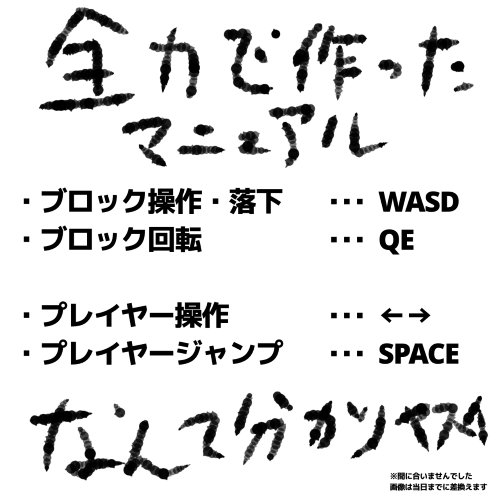 全力で作った
マニュアル
・ブロック操作・落下 ・・・ WASD
・ブロック回転 ・・・ QE
・プレイヤー操作 ・・・ ←→
・プレイヤージャンプ ・・・ SPACE
なんて分かりやすい
※間に合いませんでした
画像は当日までに差換えます